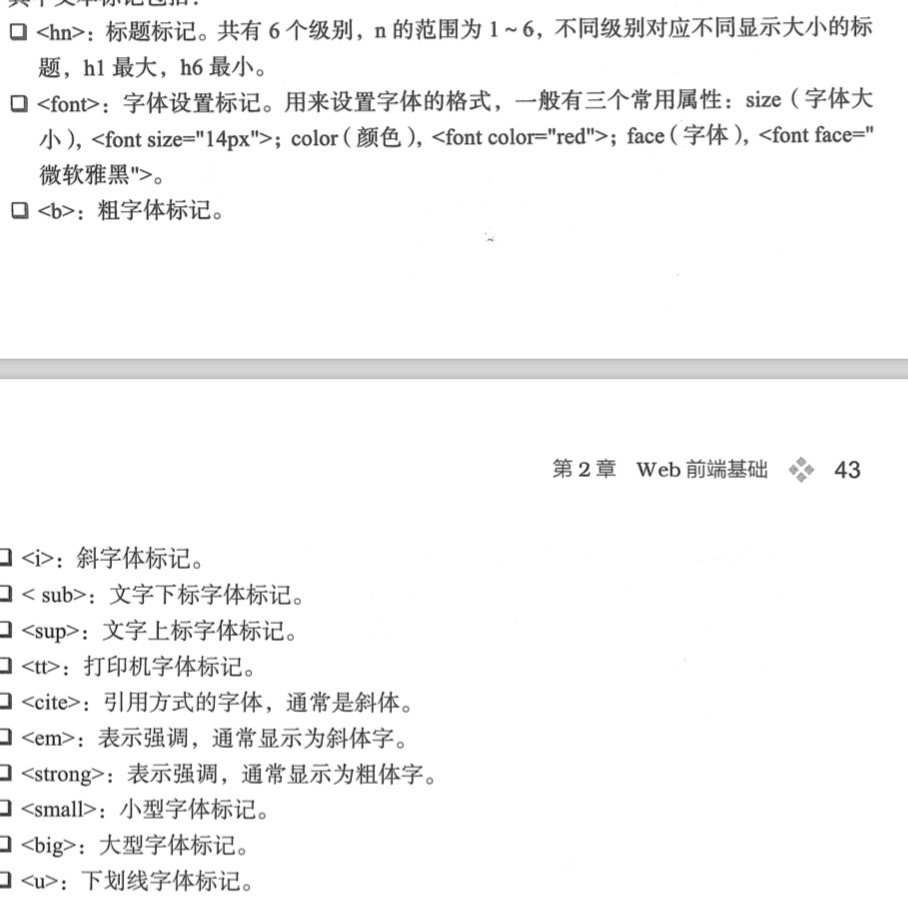 <hn>：标题标记。共有 6 个级别，n 的范围为 1 ~ 6，不同级别对应不同显示大小的标
题，h1 最大，h6 最小。
<font>：字体设置标记。用来设置字体的格式，一般有三个常用属性：size（字体大
小），<font size="14px">；color（颜色），<font color="red">；face（字体），<font face="
微软雅黑">。
<b>：粗字体标记。
第 2 章 Web 前端基础 43
<i>：斜字体标记。
< sub>：文字下标字体标记。
<sup>：文字上标字体标记。
<tt>：打印机字体标记。
<cite>：引用方式的字体，通常是斜体。
<em>：表示强调，通常显示为斜体字。
<strong>：表示强调，通常显示为粗体字。
<small>：小型字体标记。
<big>：大型字体标记。
<u>：下划线字体标记。